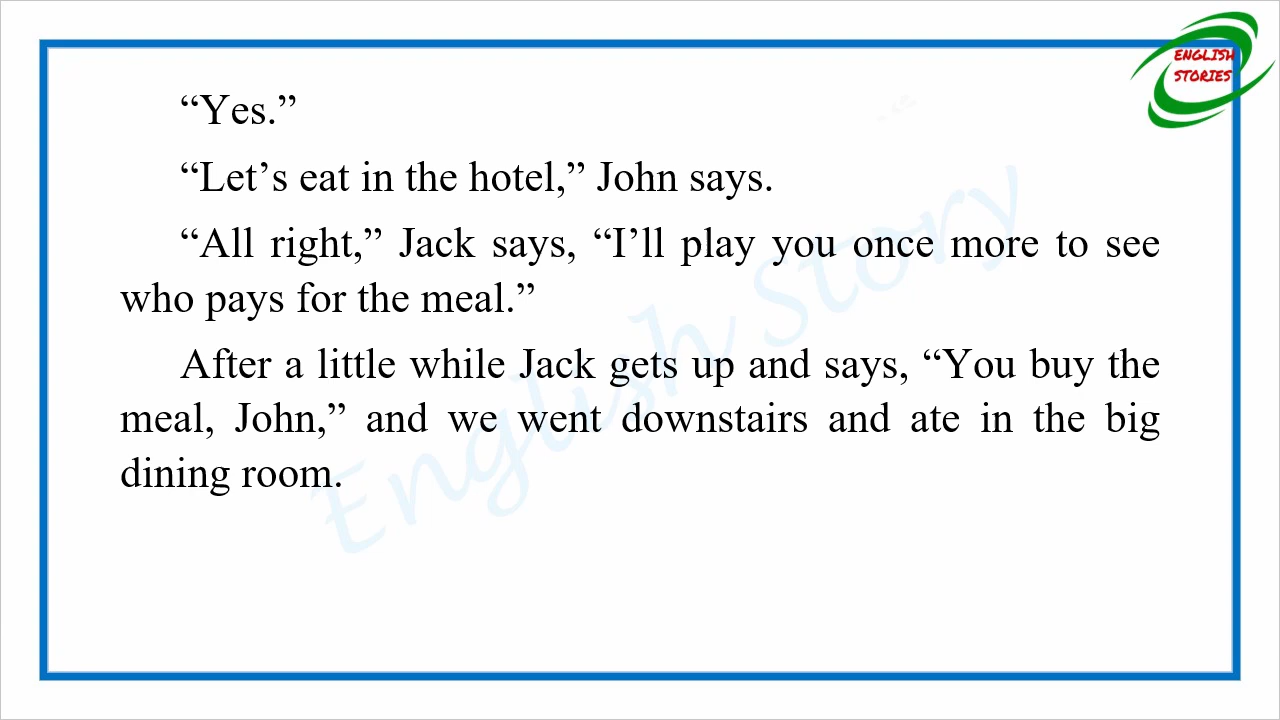 ENGLISH
STORIES
“Yes.”
“Let’s eat in the hotel,” John says.
“All right,” Jack says, “I’ll play you once more to see
who pays for the meal.”
After a little while Jack gets up and says, “You buy the
meal, John,” and we went downstairs and ate in the big
dining room.
English Story